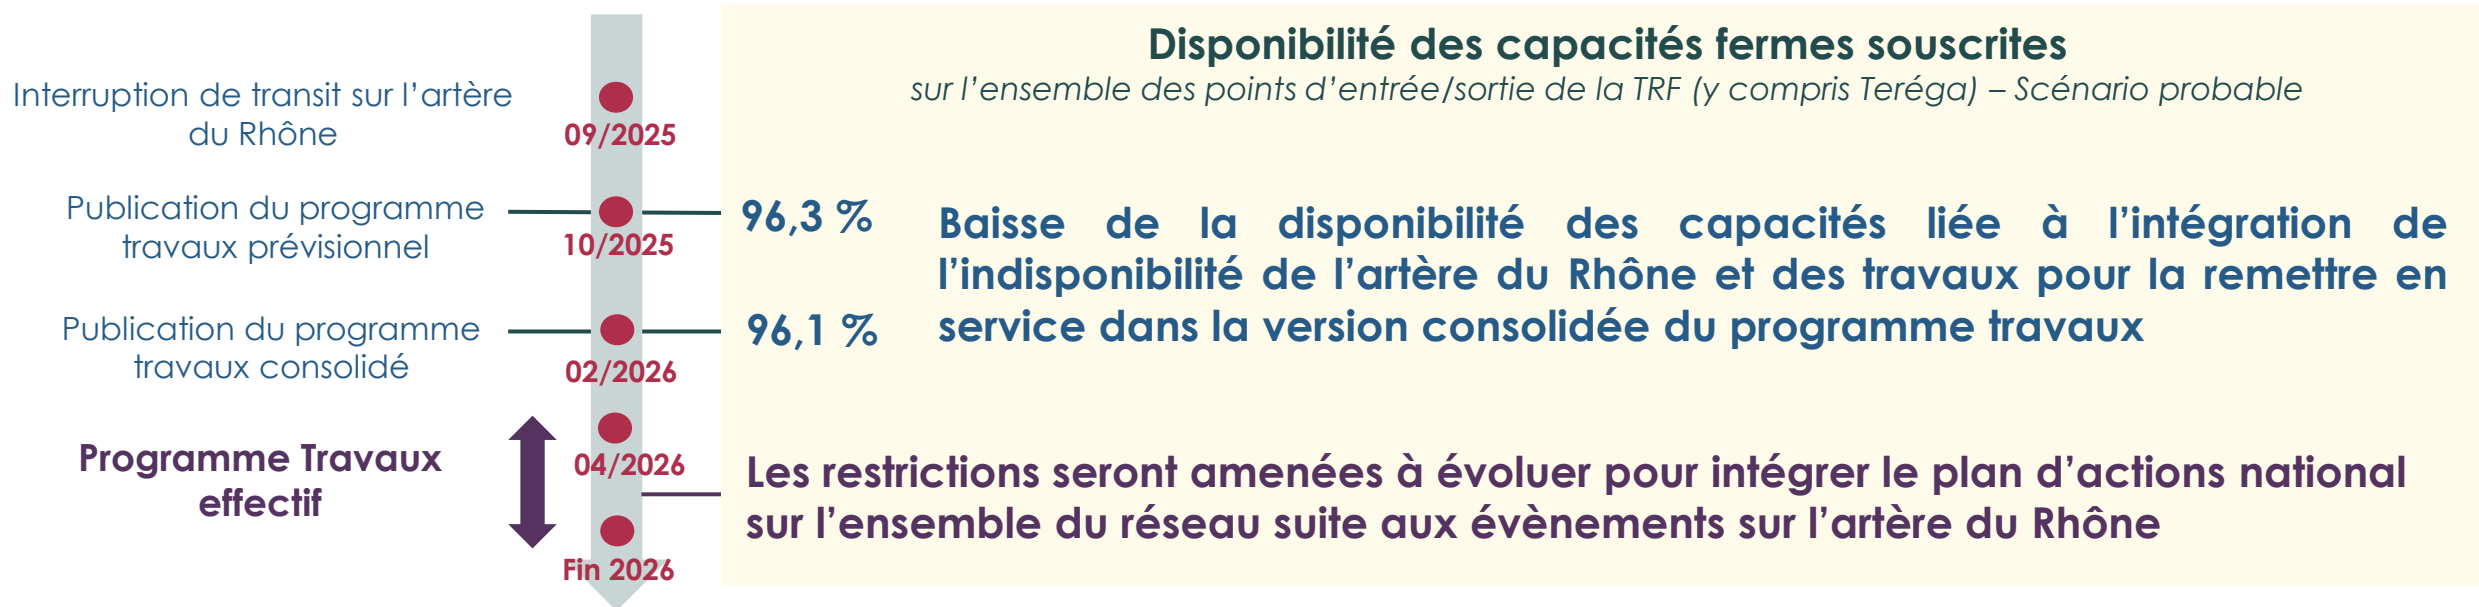 Disponibilité des capacités fermes souscrites
sur l'ensemble des points d'entrée/sortie de la TRF (y compris Teréga) – Scénario probable
Interruption de transit sur l'artère
du Rhône
09/2025
Publication du programme
travaux prévisionnel
10/2025
96,3 %
Publication du programme
travaux consolidé
02/2026
96,1 %
Baisse de la disponibilité des capacités liée à l'intégration de
l'indisponibilité de l'artère du Rhône et des travaux pour la remettre en
service dans la version consolidée du programme travaux
Programme Travaux
effectif
04/2026
Fin 2026
Les restrictions seront amenées à évoluer pour intégrer le plan d'actions national
sur l'ensemble du réseau suite aux évènements sur l'artère du Rhône